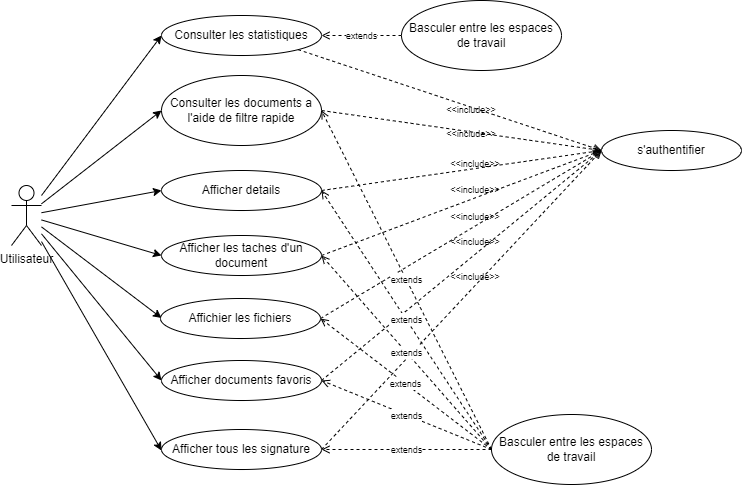 Consulter les statistiques
extends
Basculer entre les espaces
de travail
Consulter les documents a
l'aide de filtre rapide
<<include>>
<<include>>
s'authentifier
<<include>>
Afficher details
<<include>>
<<include>>
Afficher les taches d'un
document
<<include>>
Utilisateur
<<include>>
extends
Affichier les fichiers
extends
extends
Afficher documents favoris
extends
extends
Afficher tous les signature
extends
Basculer entre les espaces
de travail